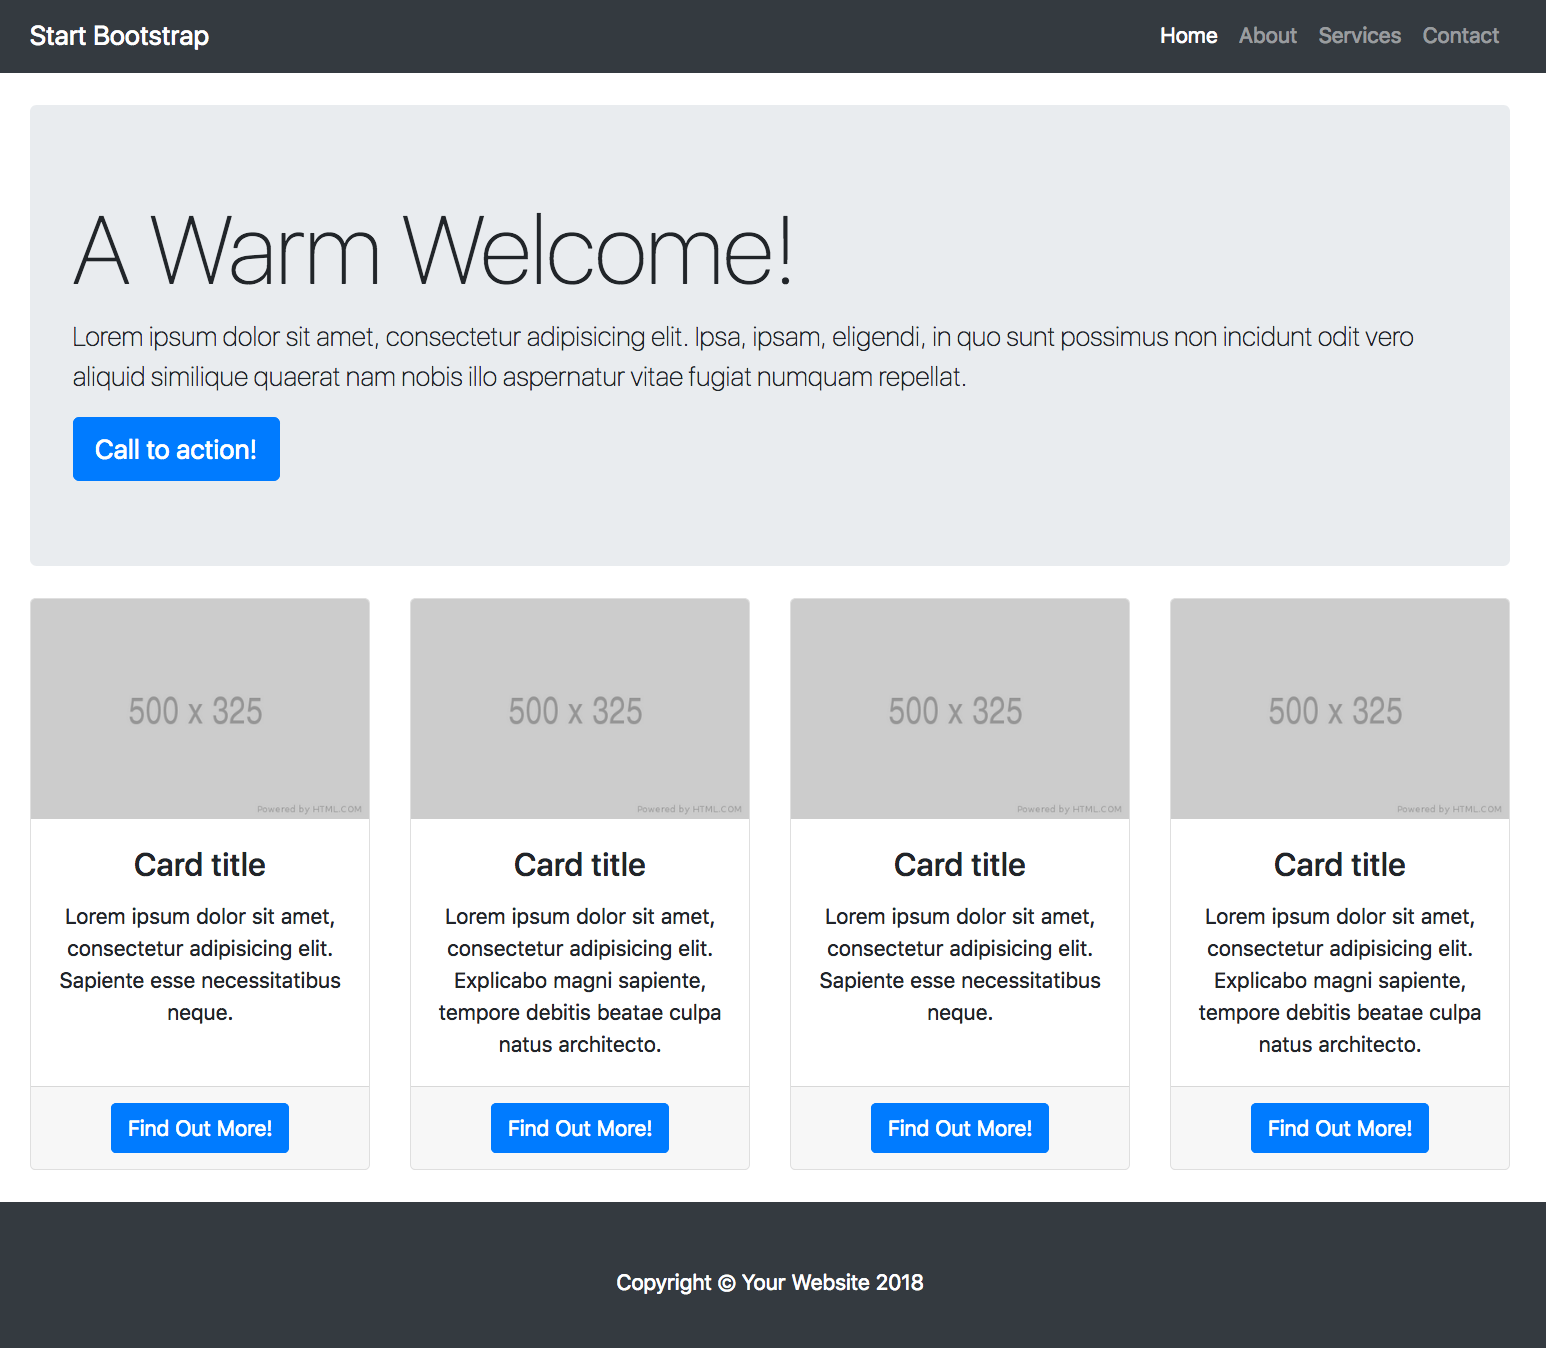 Start Bootstrap
Home About Services Contact
A Warm Welcome!
Lorem ipsum dolor sit amet, consectetur adipisicing elit. Ipsa, ipsam, eligendi, in quo sunt possimus non incidunt odit vero
aliquid similique quaerat nam nobis illo aspernatur vitae fugiat numquam repellat.
Call to action!
500 x 325
Powered by HTML.COM
Card title
Lorem ipsum dolor sit amet,
consectetur adipisicing elit.
Sapiente esse necessitatibus
neque.
Find Out More!
500 x 325
Powered by HTML.COM
Card title
Lorem ipsum dolor sit amet,
consectetur adipisicing elit.
Explicabo magni sapiente,
tempore debitis beatae culpa
natus architecto.
Find Out More!
500 x 325
Powered by HTML.COM
Card title
Lorem ipsum dolor sit amet,
consectetur adipisicing elit.
Sapiente esse necessitatibus
neque.
Find Out More!
500 x 325
Powered by HTML.COM
Card title
Lorem ipsum dolor sit amet,
consectetur adipisicing elit.
Explicabo magni sapiente,
tempore debitis beatae culpa
natus architecto.
Find Out More!
Copyright © Your Website 2018